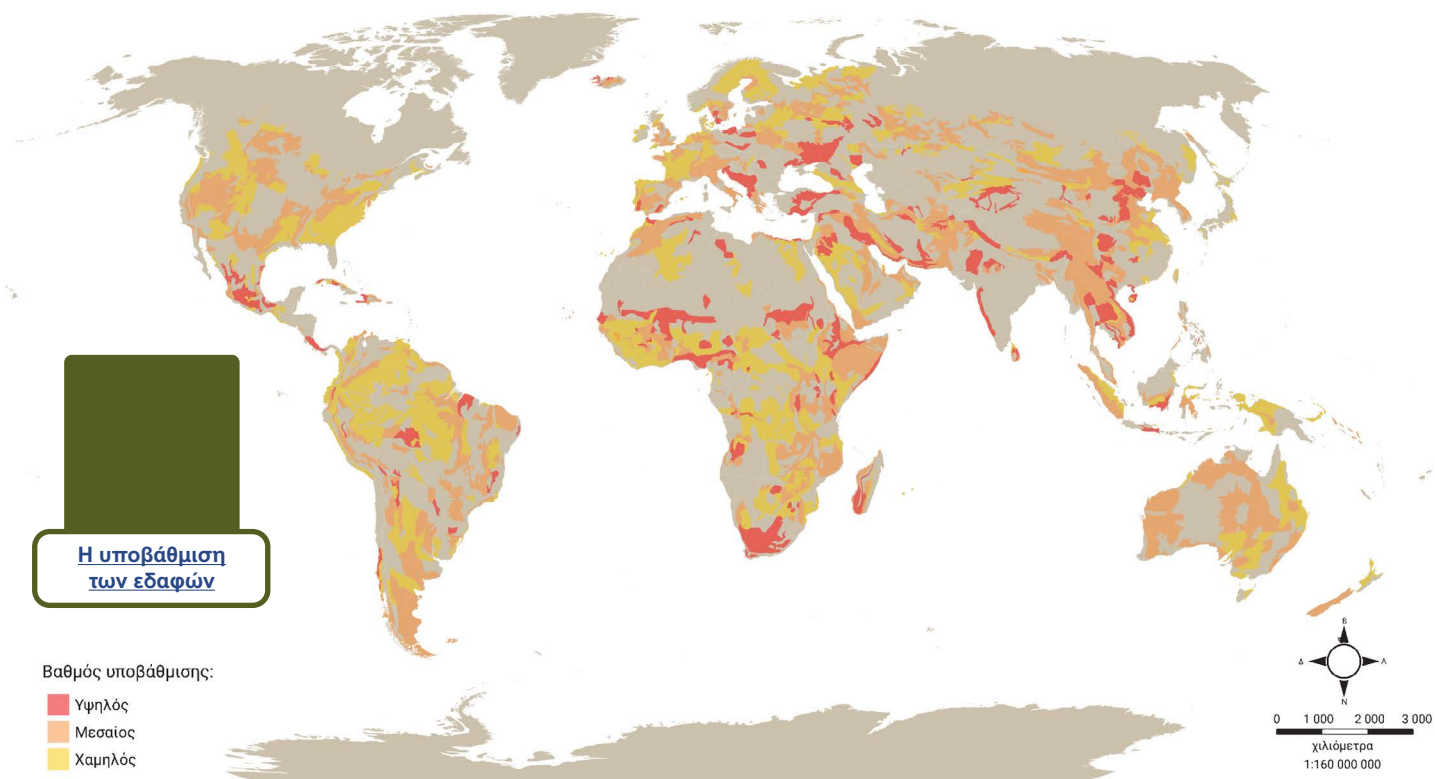 Η υποβάθμιση
των εδαφών
Βαθμός υποβάθμισης:
Υψηλός
Μεσαίος
Χαμηλός
Β
Δ
Λ
Ν
0 1 000 2 000 3 000
χιλιόμετρα
1:160 000 000